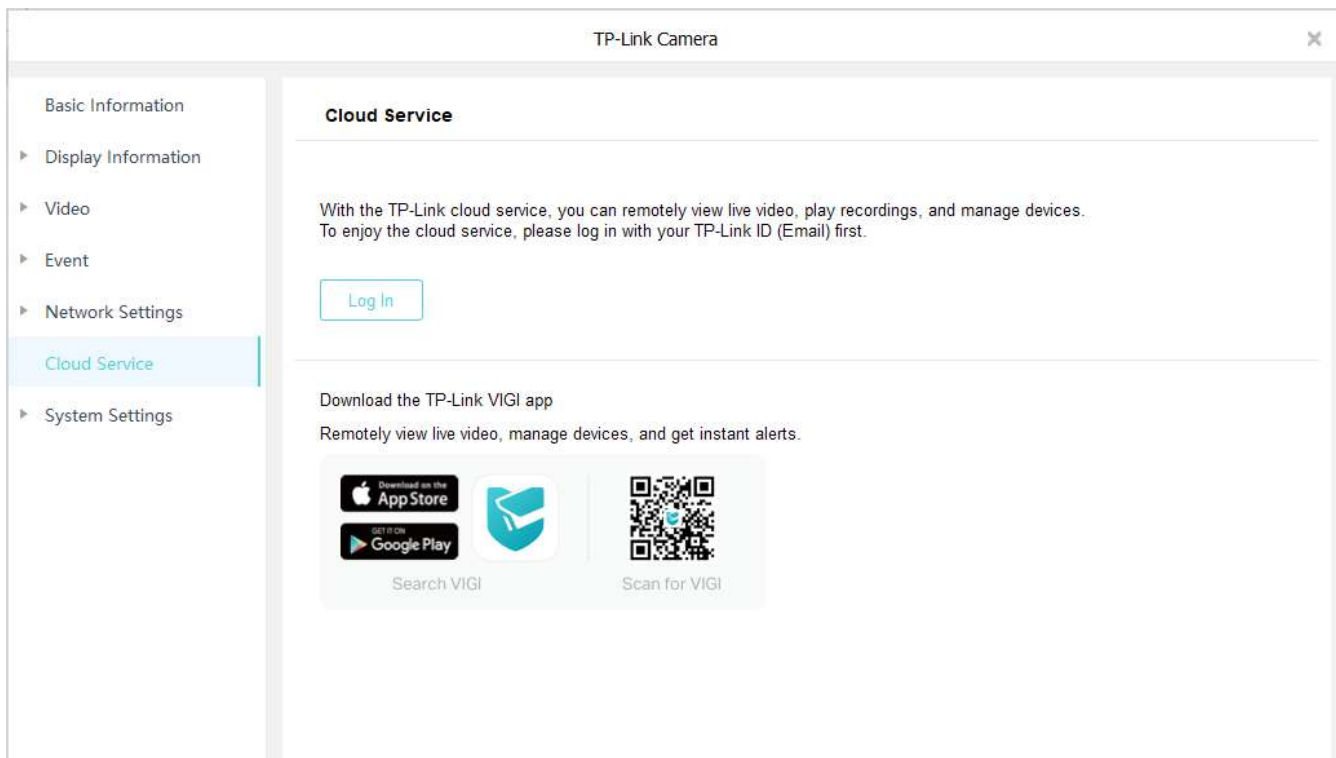 TP-Link Camera
Basic Information
Display Information
Video
Event
Network Settings
Cloud Service
System Settings
Cloud Service
With the TP-Link cloud service, you can remotely view live video, play recordings, and manage devices.
To enjoy the cloud service, please log in with your TP-Link ID (Email) first.
Log In
Download the TP-Link VIGI app
Remotely view live video, manage devices, and get instant alerts.
Download on the
App Store
GET IT ON
Google Play
Search VIGI
Scan for VIGI